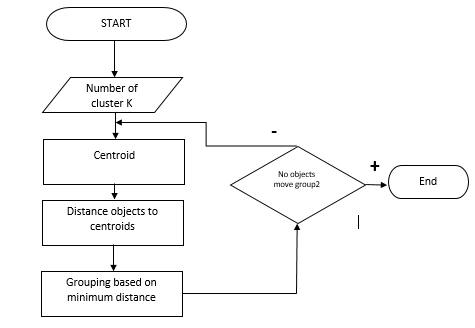 START
Number of
cluster K
Centroid
Distance objects to
centroids
Grouping based on
minimum distance
-
No objects
move group2
+
End